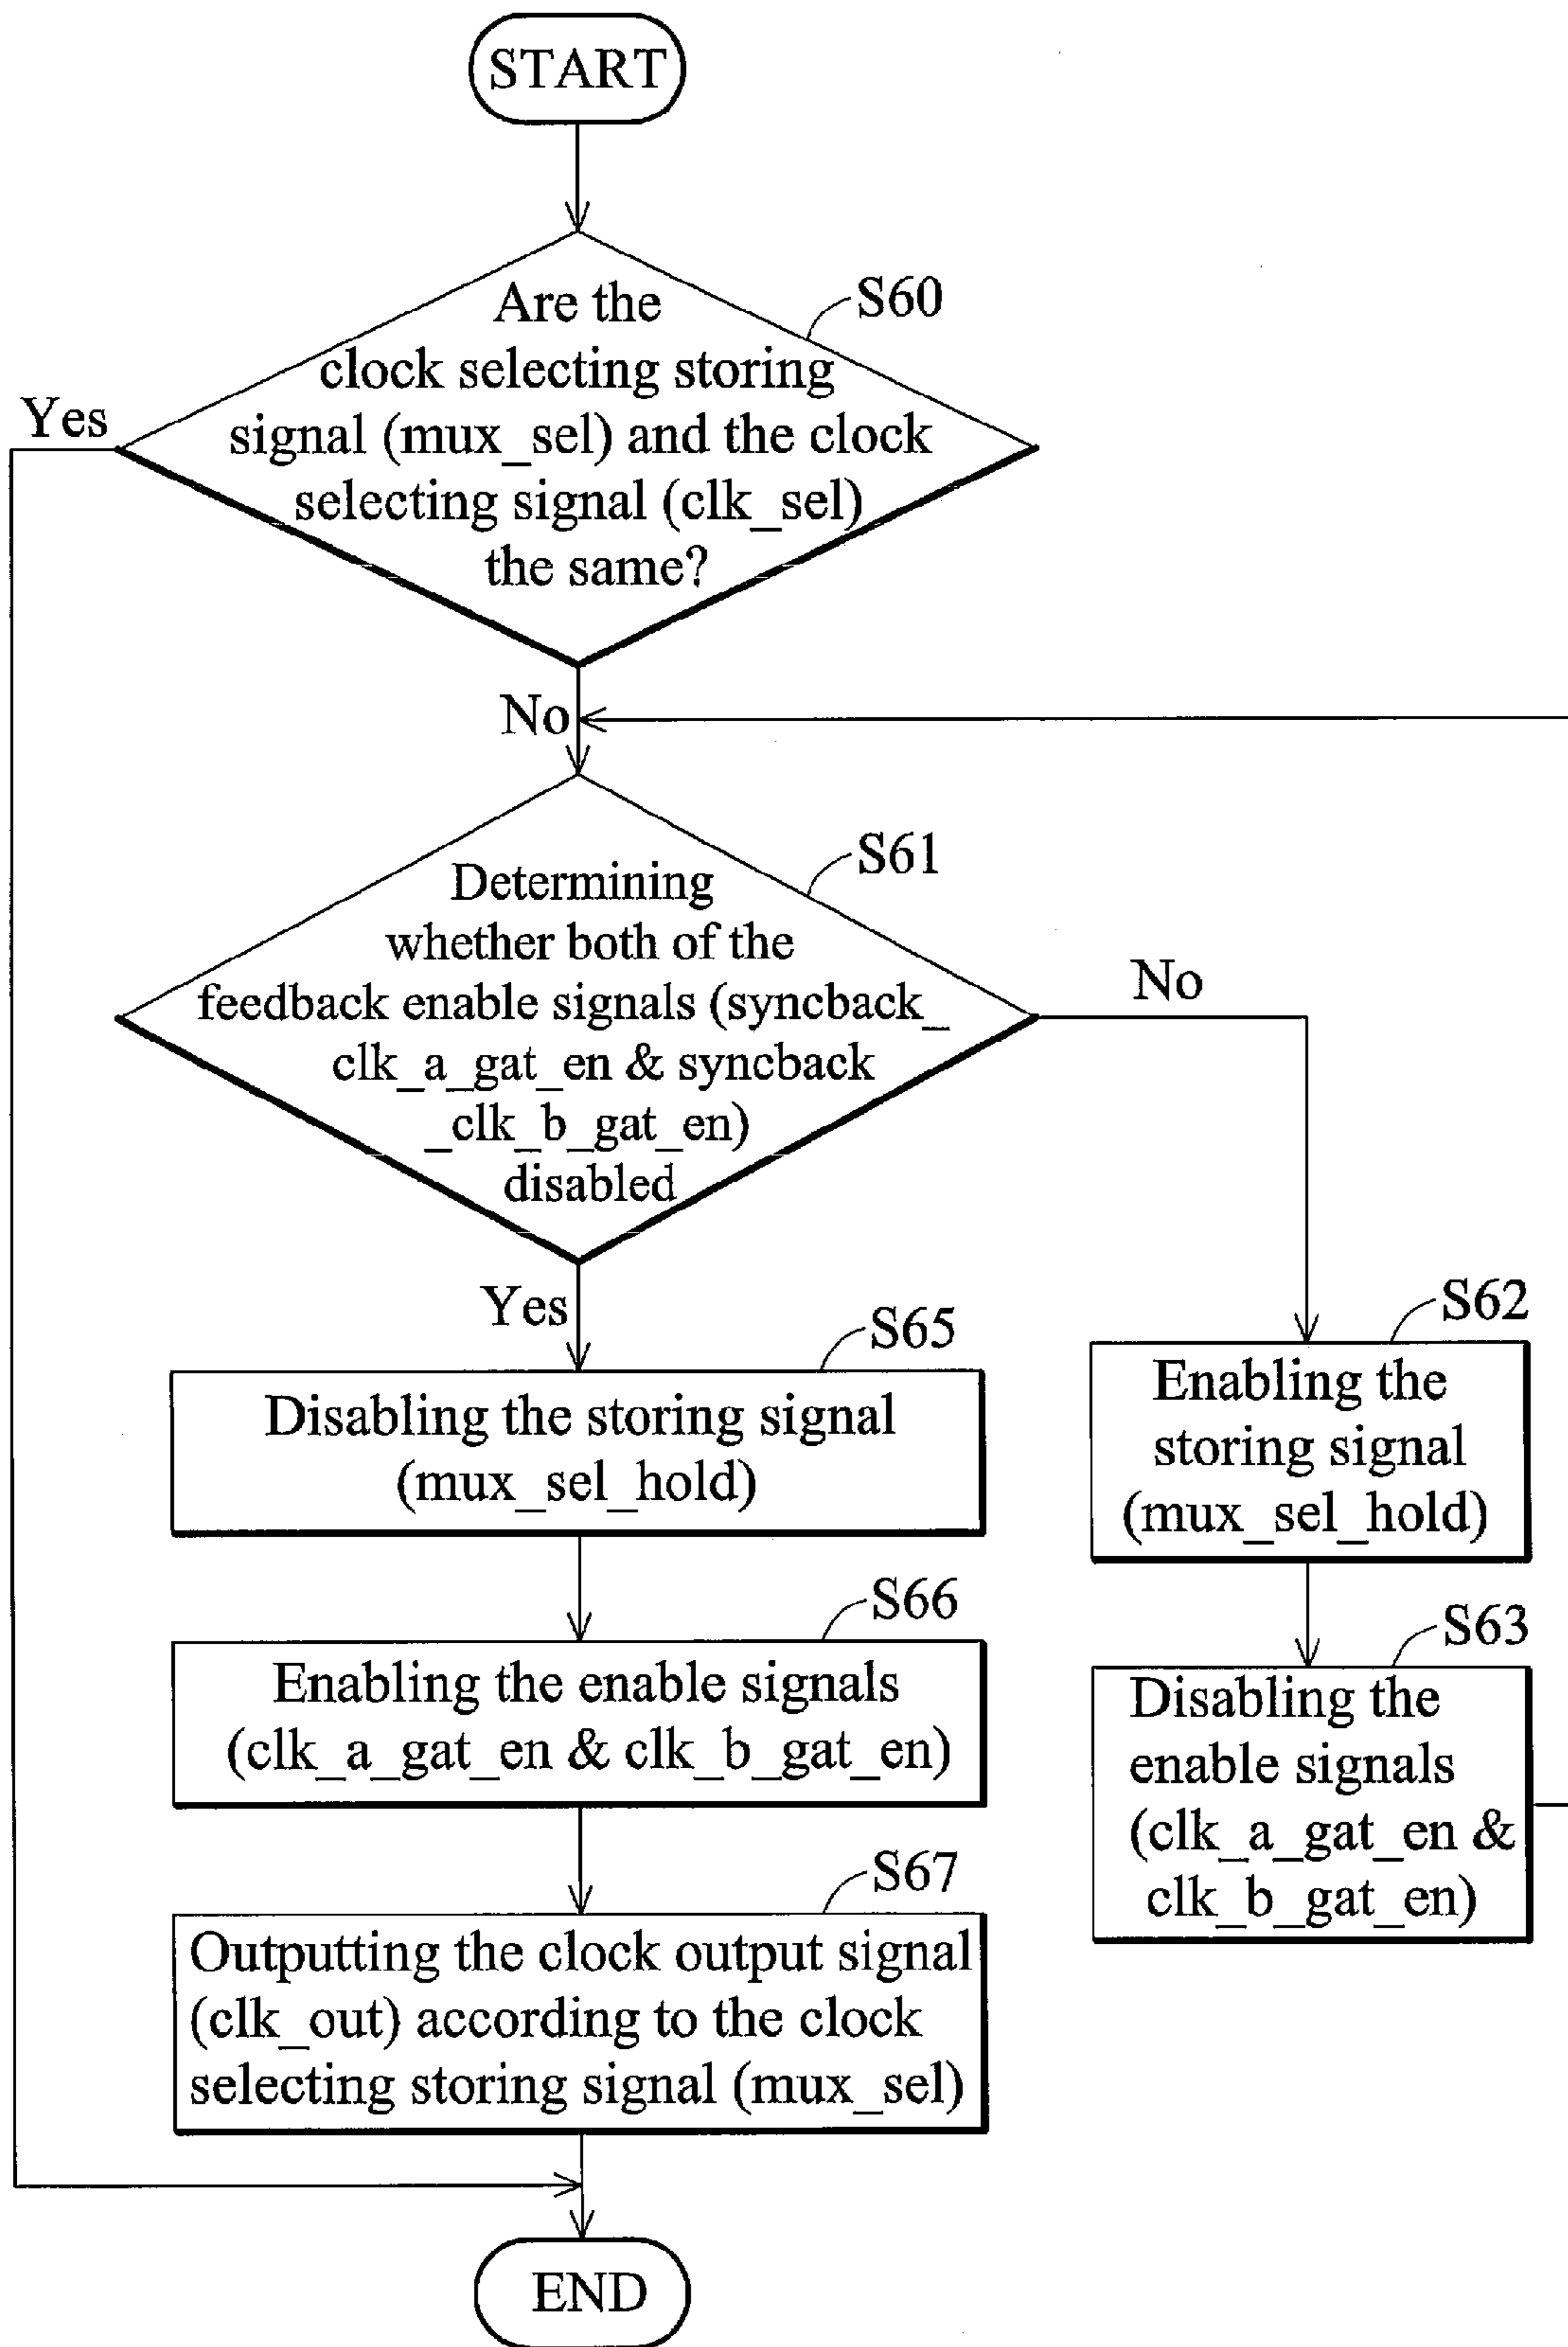 START
S60
Are the
clock selecting storing
signal (mux_sel) and the clock
selecting signal (clk_sel)
the same?
Yes
No
S61
Determining
whether both of the
feedback enable signals (syncback_
clk_a_gat_en & syncback
_clk_b_gat_en)
disabled
No
Yes
S65
Disabling the storing signal
(mux_sel_hold)
S62
Enabling the
storing signal
(mux_sel_hold)
S66
Enabling the enable signals
(clk_a_gat_en & clk_b_gat_en)
S63
Disabling the
enable signals
(clk_a_gat_en &
clk_b_gat_en)
S67
Outputting the clock output signal
(clk_out) according to the clock
selecting storing signal (mux_sel)
END